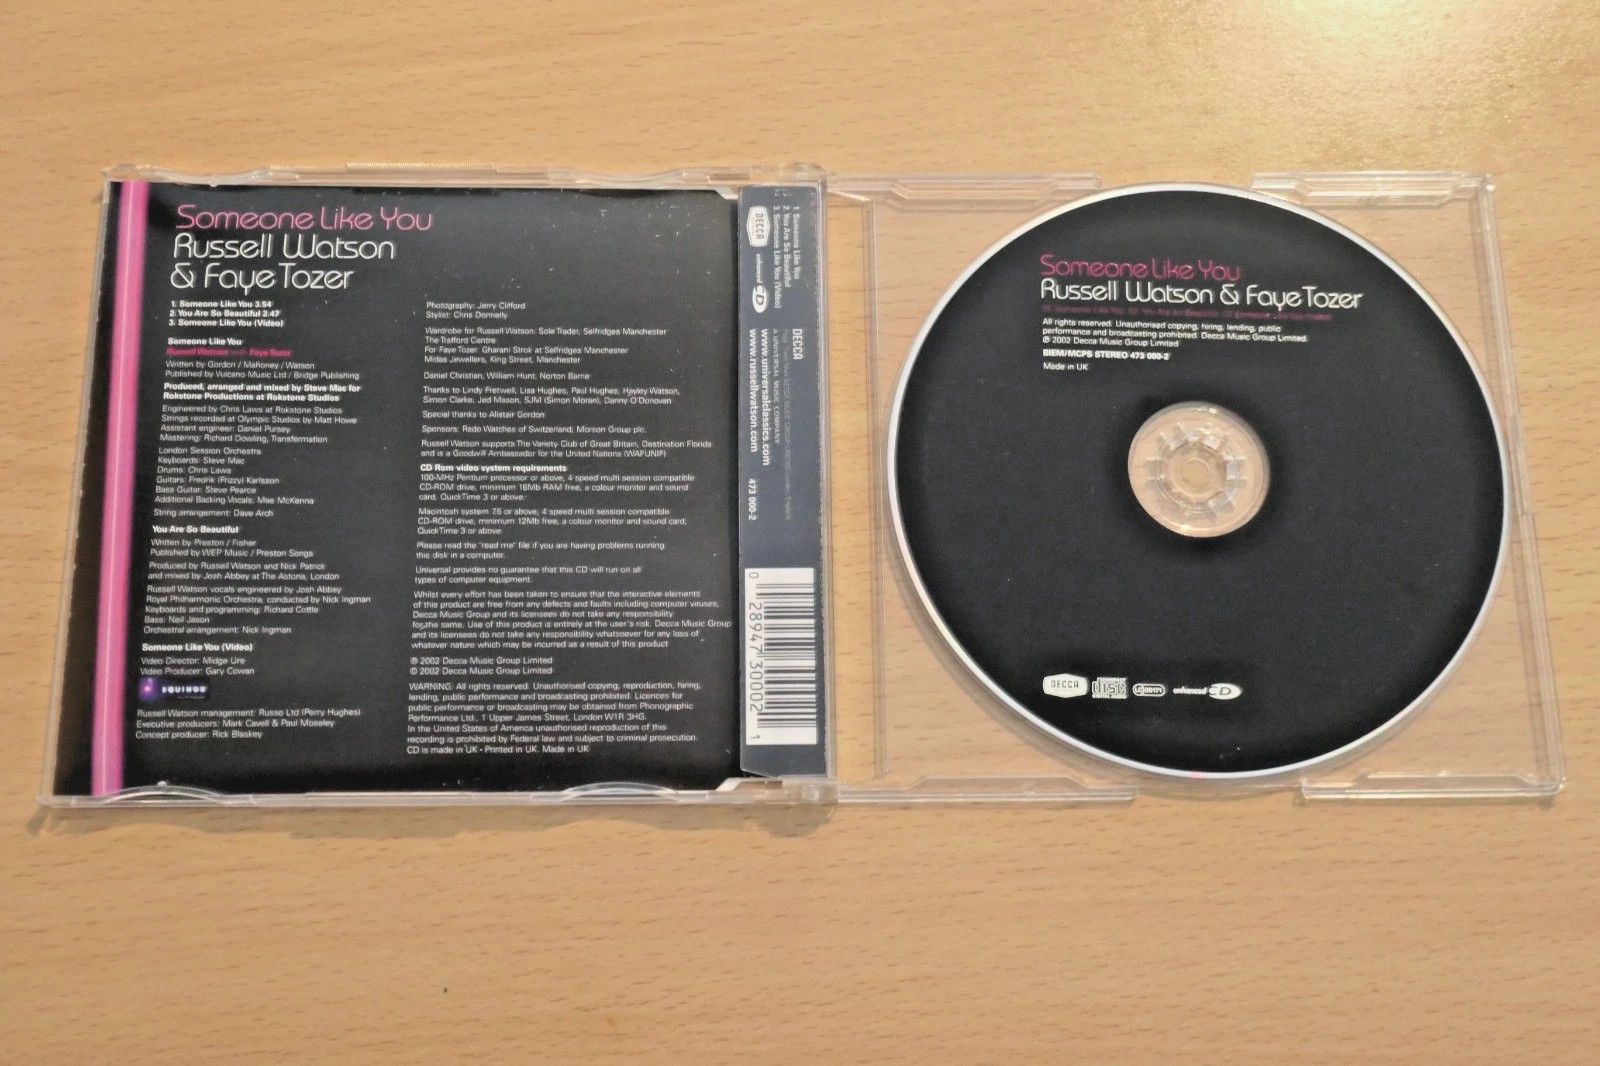 Someone Like You
Russell Watson
& Faye Tozer
1. Someone Like You 3.54
2. You Are So Beautiful 2.47
3. Someone Like You (Video)
Someone Like You
Russell Watson with Faye Tozer
Written by Gordon / Mahoney / Watson
Published by Vulcano Music Ltd / Bridge Publishing
Produced, arranged and mixed by Steve Mac for
Rokstone Productions at Rokstone Studios
Engineered by Chris Laws at Rokstone Studios
Strings recorded at Olympic Studios by Matt Howe
Assistant engineer: Daniel Pursey
Mastering: Richard Dowling, Transfermation
London Session Orchestra
Keyboards: Steve Mac
Drums: Chris Laws
Guitars: Fredrik (Frizzy) Karlsson
Bass Guitar: Steve Pearce
Additional Backing Vocals: Mae McKenna
String arrangement: Dave Arch
You Are So Beautiful
Written by Preston / Fisher
Published by WEP Music / Preston Songs
Produced by Russell Watson and Nick Patrick
and mixed by Josh Abbey at The Astoria, London
Russell Watson vocals engineered by Josh Abbey
Royal Philharmonic Orchestra, conducted by Nick Ingman
Keyboards and programming: Richard Cottle
Bass: Neil Jason
Orchestral arrangement: Nick Ingman
Someone Like You (Video)
Video Director: Midge Ure
Video Producer: Gary Cowan
EQUINOX
Russell Watson management: Russo Ltd (Perry Hughes)
Executive producers: Mark Cavell & Paul Moseley
Concept producer: Rick Blaskey
Photography: Jerry Clifford
Stylist: Chris Donnelly
Wardrobe for Russell Watson: Sole Trader, Selfridges Manchester
The Trafford Centre
For Faye Tozer: Gharani Strok at Selfridges Manchester
Midas Jewellers, King Street, Manchester
Daniel Christian, William Hunt, Norton Barrie
Thanks to Lindy Fretwell, Lisa Hughes, Paul Hughes, Hayley Watson,
Simon Clarke, Jed Mason, SJM (Simon Moran), Danny O'Donovan
Special thanks to Alistair Gordon
Sponsors: Rado Watches of Switzerland; Morson Group plc.
Russell Watson supports The Variety Club of Great Britain, Destination Florida
and is a Goodwill Ambassador for the United Nations (WAFUNIF)
CD Rom video system requirements
100-MHz Pentium processor or above, 4 speed multi session compatible
CD-ROM drive, minimum 16Mb RAM free, a colour monitor and sound
card. QuickTime 3 or above.
Macintosh system 7.5 or above, 4 speed multi session compatible
CD-ROM drive, minimum 12Mb free, a colour monitor and sound card,
QuickTime 3 or above.
Please read the 'read me' file if you are having problems running
this disk in a computer.
Universal provides no guarantee that this CD will run on all
types of computer equipment.
Whilst every effort has been taken to ensure that the interactive elements
of this product are free from any defects and faults including computer viruses,
Decca Music Group and its licensees do not take any responsibility
for the same. Use of this product is entirely at the user's risk. Decca Music Group
and its licensees do not take any responsibility whatsoever for any loss of
whatever nature which may be incurred as a result of this product
℗ 2002 Decca Music Group Limited
© 2002 Decca Music Group Limited
WARNING: All rights reserved. Unauthorised copying, reproduction, hiring,
lending, public performance and broadcasting prohibited. Licences for
public performance or broadcasting may be obtained from Phonographic
Performance Ltd., 1 Upper James Street, London W1R 3HG.
In the United States of America unauthorised reproduction of this
recording is prohibited by Federal law and subject to criminal prosecution.
CD is made in UK • Printed in UK. Made in UK
1 Someone Like You
2 You Are So Beautiful
3 Someone Like You (Video)
DECCA
enhanced CD
DECCA
A UNIVERSAL MUSIC COMPANY
www.universalclassics.com
www.russellwatson.com
473 000-2
0 28947 30002 1
Someone Like You
Russell Watson & Faye Tozer
01 Someone Like You 02 You Are So Beautiful 03 Someone Like You (Video)
All rights reserved. Unauthorised copying, hiring, lending, public
performance and broadcasting prohibited. Decca Music Group Limited.
℗ 2002 Decca Music Group Limited
BIEM/MCPS STEREO 473 000-2
Made in UK
DECCA
COMPACT disc DIGITAL AUDIO
LC 00171
enhanced CD